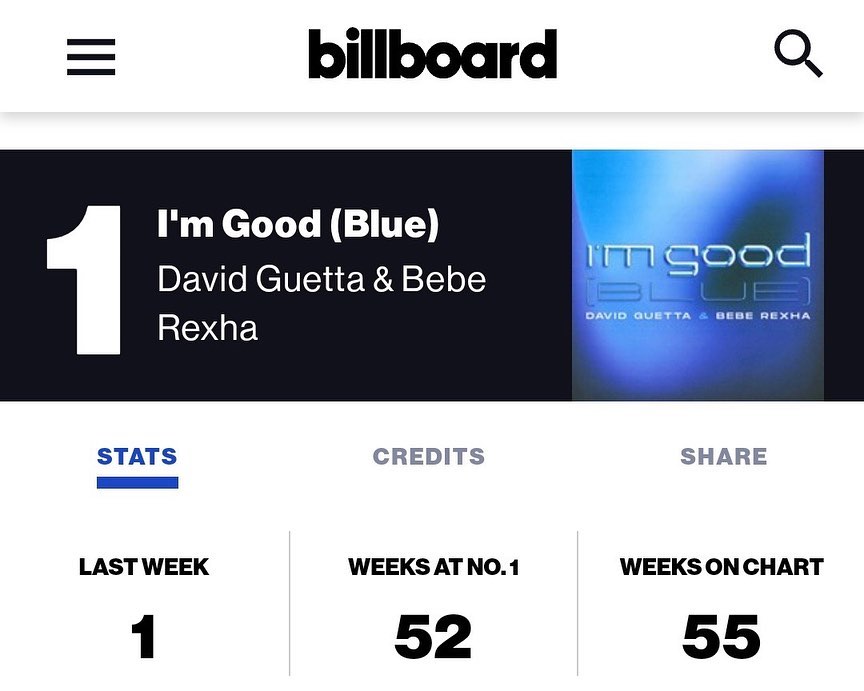 billboard
1
I'm Good (Blue)
David Guetta & Bebe
Rexha
i'm good
[BLUE]
DAVID GUETTA & BEBE REXHA
STATS
CREDITS
SHARE
LAST WEEK
WEEKS AT NO. 1
WEEKS ON CHART
1
52
55